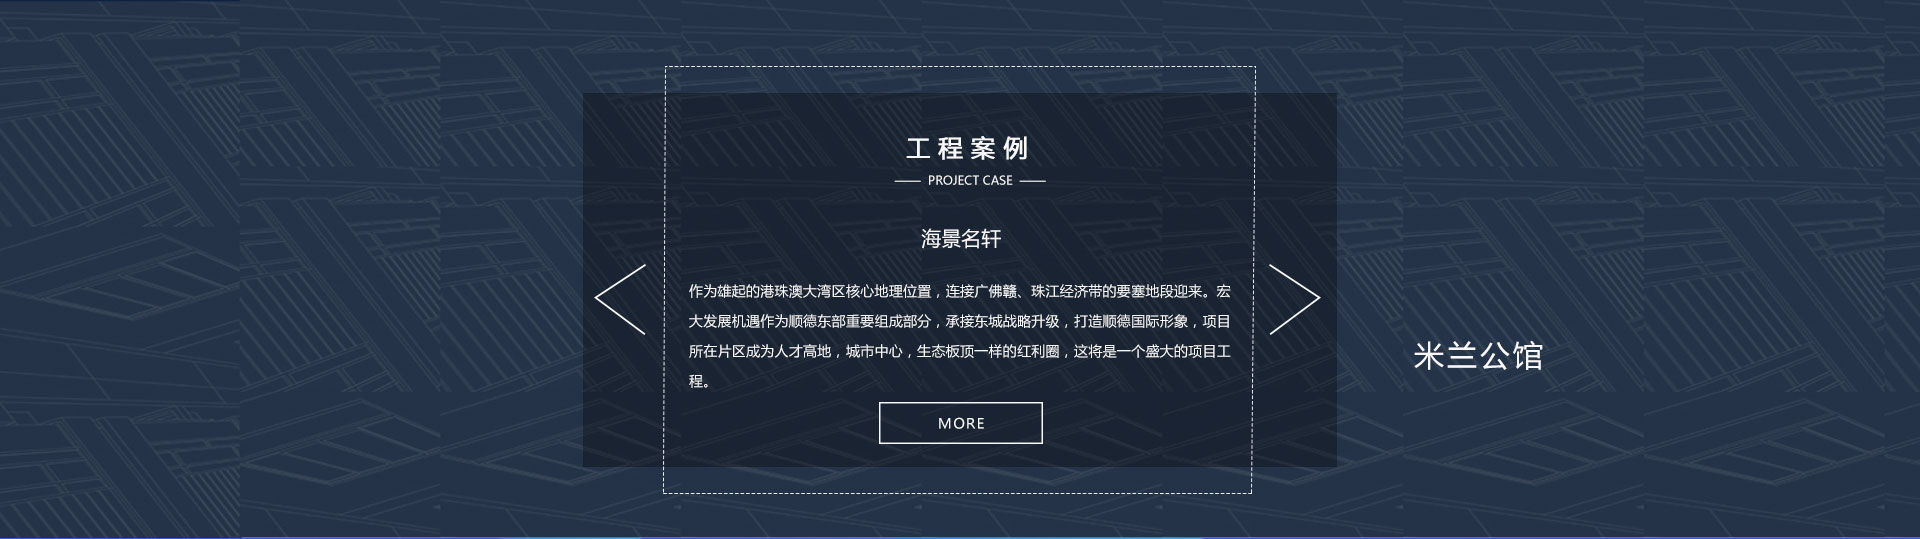 工程案例
PROJECT CASE
海景名轩
作为雄起的港珠澳大湾区核心地理位置，连接广佛赣、珠江经济带的要塞地段迎来。宏
大发展机遇作为顺德东部重要组成部分，承接东城战略升级，打造顺德国际形象，项目
所在片区成为人才高地，城市中心，生态板顶一样的红利圈，这将是一个盛大的项目工
程。
MORE
米兰公馆